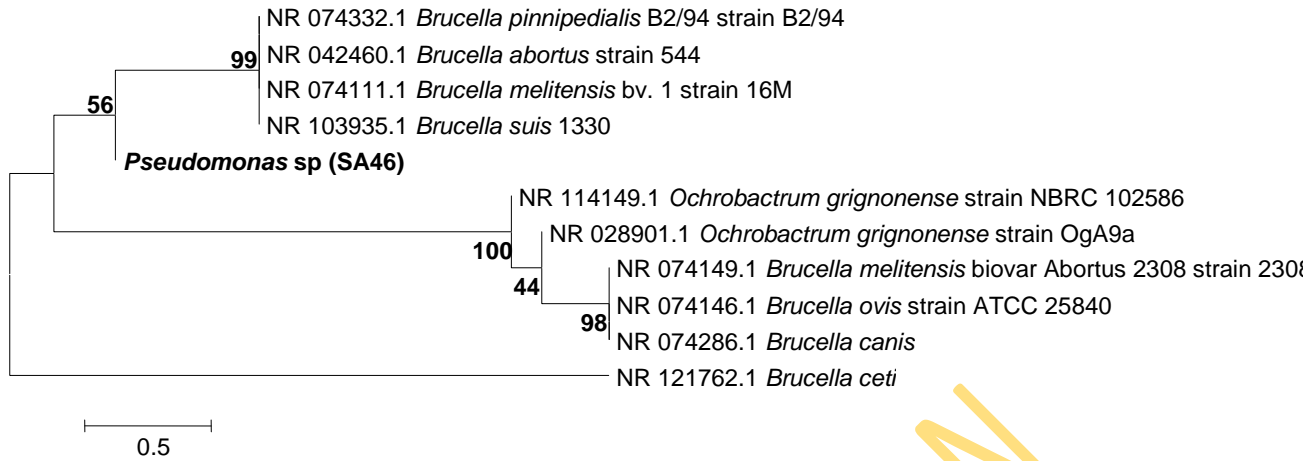 NR 074332.1 Brucella pinnipedialis B2/94 strain B2/94
99
NR 042460.1 Brucella abortus strain 544
NR 074111.1 Brucella melitensis bv. 1 strain 16M
56
NR 103935.1 Brucella suis 1330
Pseudomonas sp (SA46)
NR 114149.1 Ochrobactrum grignonense strain NBRC 102586
NR 028901.1 Ochrobactrum grignonense strain OgA9a
100
NR 074149.1 Brucella melitensis biovar Abortus 2308 strain 2308
44
NR 074146.1 Brucella ovis strain ATCC 25840
98
NR 074286.1 Brucella canis
NR 121762.1 Brucella ceti
0.5